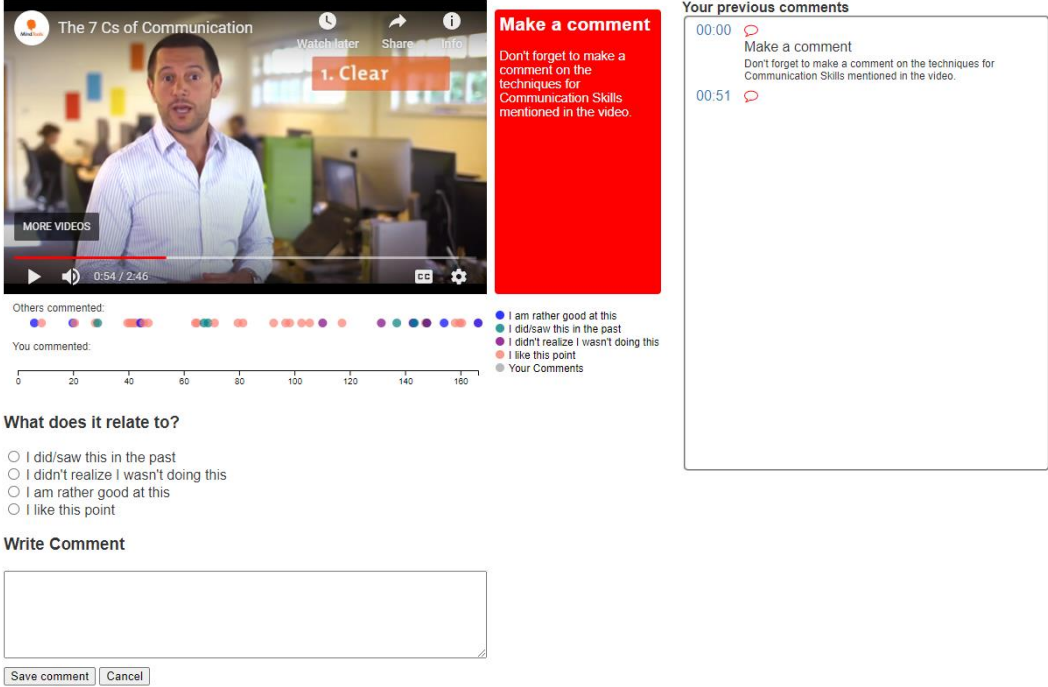 The 7 Cs of Communication
Watch later
Share
Info
MindTools
1. Clear
MORE VIDEOS
0:54 / 2:46
CC
Make a comment
Don't forget to make a
comment on the
techniques for
Communication Skills
mentioned in the video.
Your previous comments
00:00
Make a comment
Don't forget to make a comment on the techniques for
Communication Skills mentioned in the video.
00:51
Others commented:
You commented:
0 20 40 60 80 100 120 140 160
I am rather good at this
I did/saw this in the past
I didn't realize I wasn't doing this
I like this point
Your Comments
What does it relate to?
I did/saw this in the past
I didn't realize I wasn't doing this
I am rather good at this
I like this point
Write Comment
Save comment
Cancel